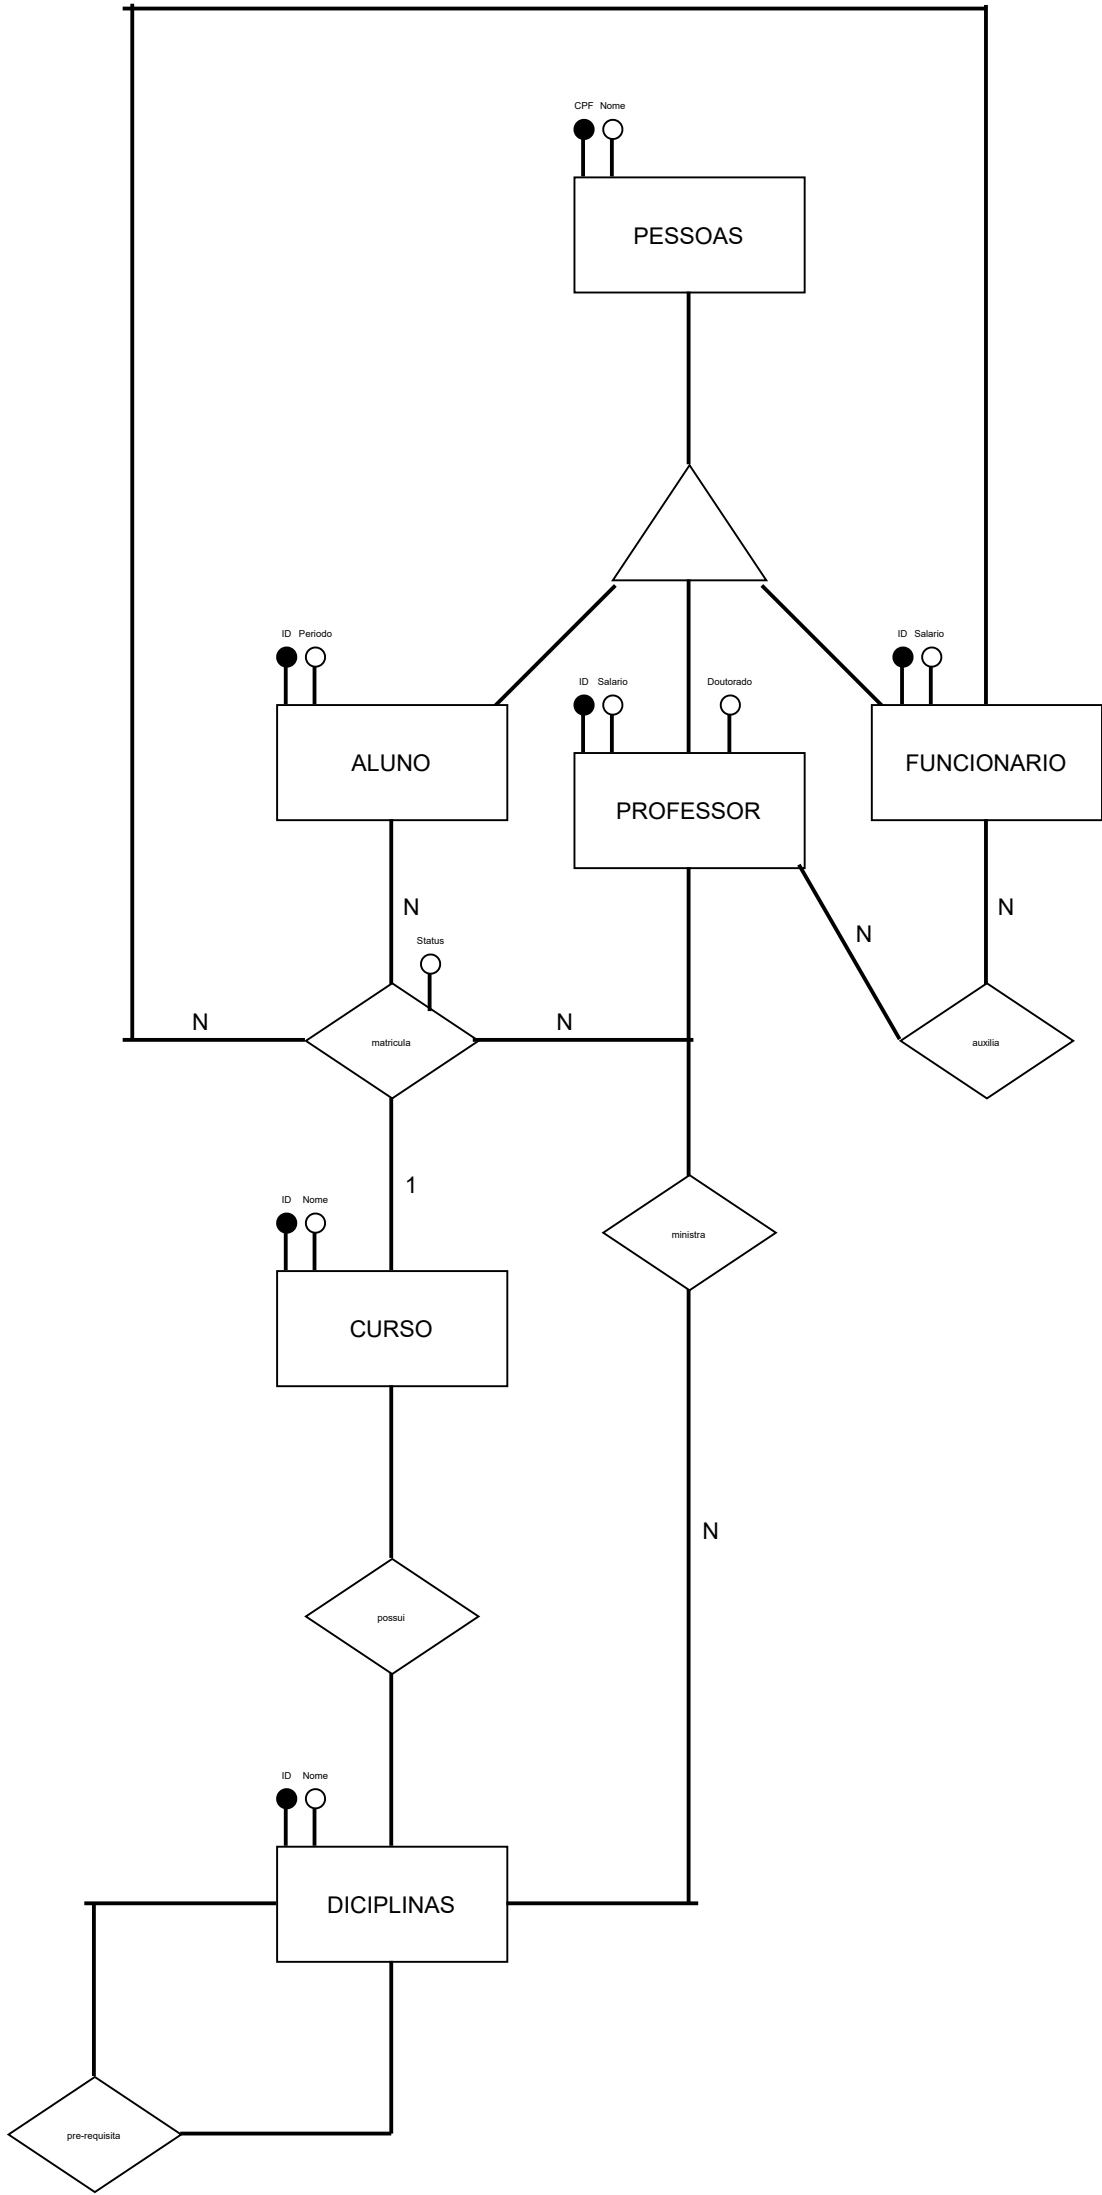 CPF Nome
PESSOAS
ID Periodo
ID Salario
ID Salario
Doutorado
ALUNO
FUNCIONARIO
PROFESSOR
N
N
N
Status
N
N
matricula
auxilia
1
ID Nome
ministra
CURSO
N
possui
ID Nome
DICIPLINAS
pre-requisita